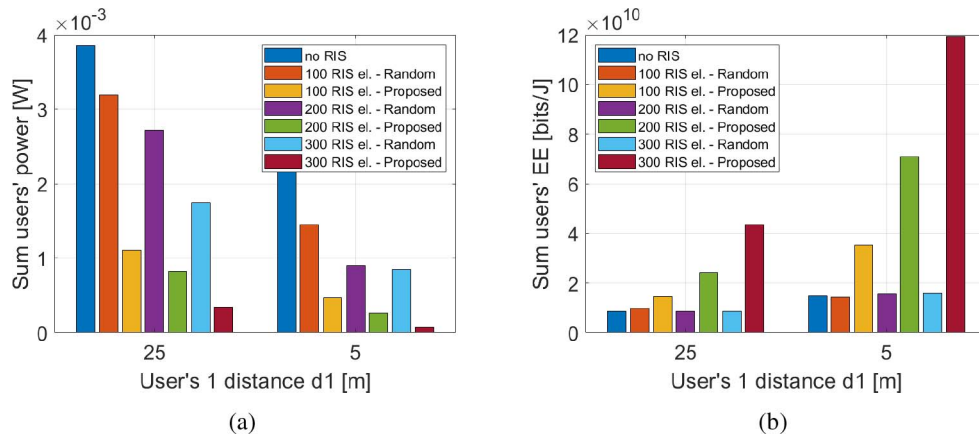 ×10⁻³
4
3
2
1
0
Sum users' power [W]
no RIS
100 RIS el. - Random
100 RIS el. - Proposed
200 RIS el. - Random
200 RIS el. - Proposed
300 RIS el. - Random
300 RIS el. - Proposed
25
5
User's 1 distance d1 [m]
(a)
×10¹⁰
12
10
8
6
4
2
0
Sum users' EE [bits/J]
no RIS
100 RIS el. - Random
100 RIS el. - Proposed
200 RIS el. - Random
200 RIS el. - Proposed
300 RIS el. - Random
300 RIS el. - Proposed
25
5
User's 1 distance d1 [m]
(b)